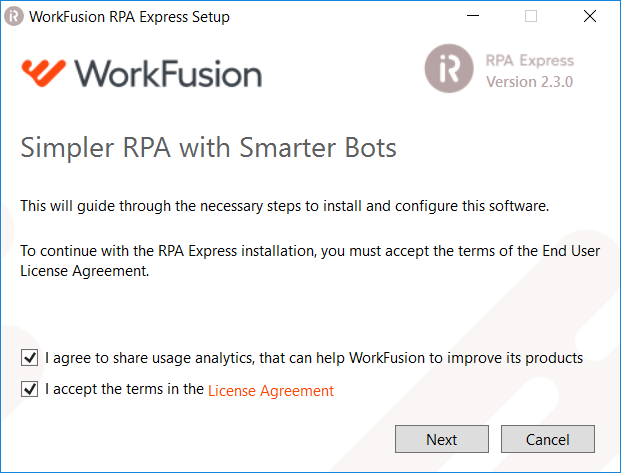 WorkFusion RPA Express Setup
WorkFusion
RPA Express
Version 2.3.0
Simpler RPA with Smarter Bots
This will guide through the necessary steps to install and configure this software.
To continue with the RPA Express installation, you must accept the terms of the End User
License Agreement.
I agree to share usage analytics, that can help WorkFusion to improve its products
I accept the terms in the License Agreement
Next
Cancel